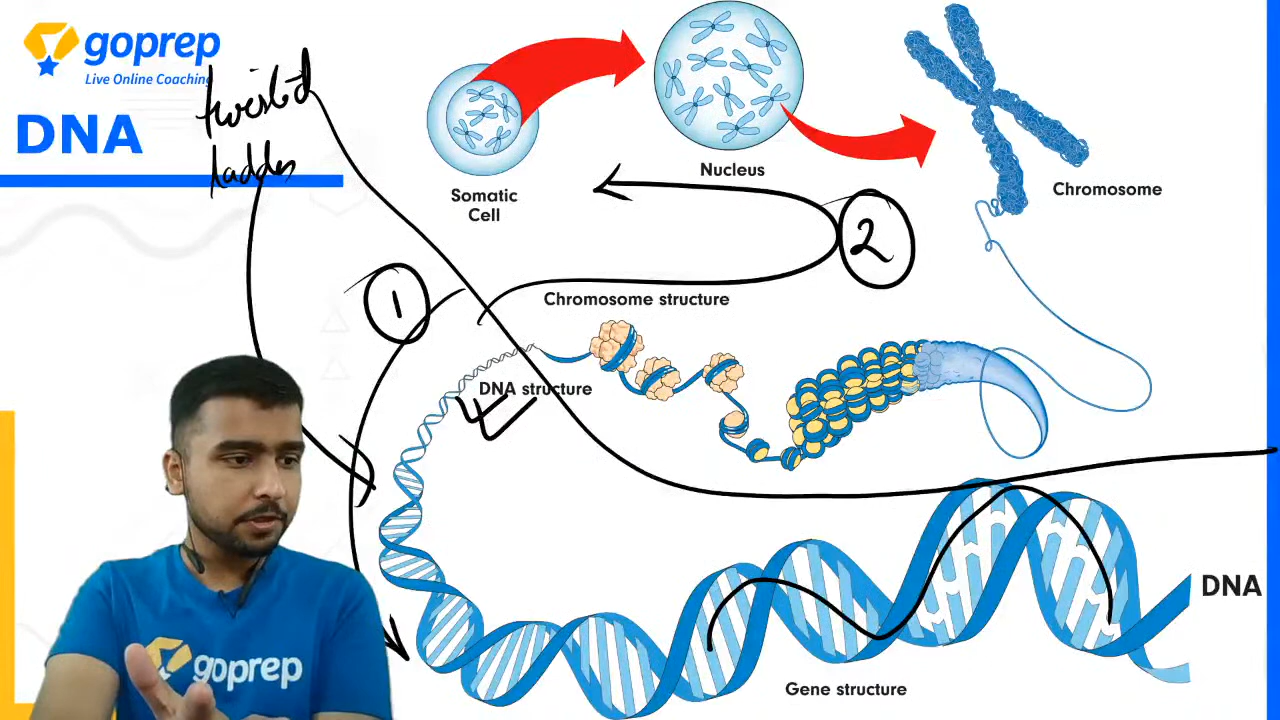 goprep
Live Online Coaching
twisted
ladder
DNA
Somatic
Cell
Nucleus
Chromosome
2
1
Chromosome structure
DNA structure
DNA
goprep
Gene structure